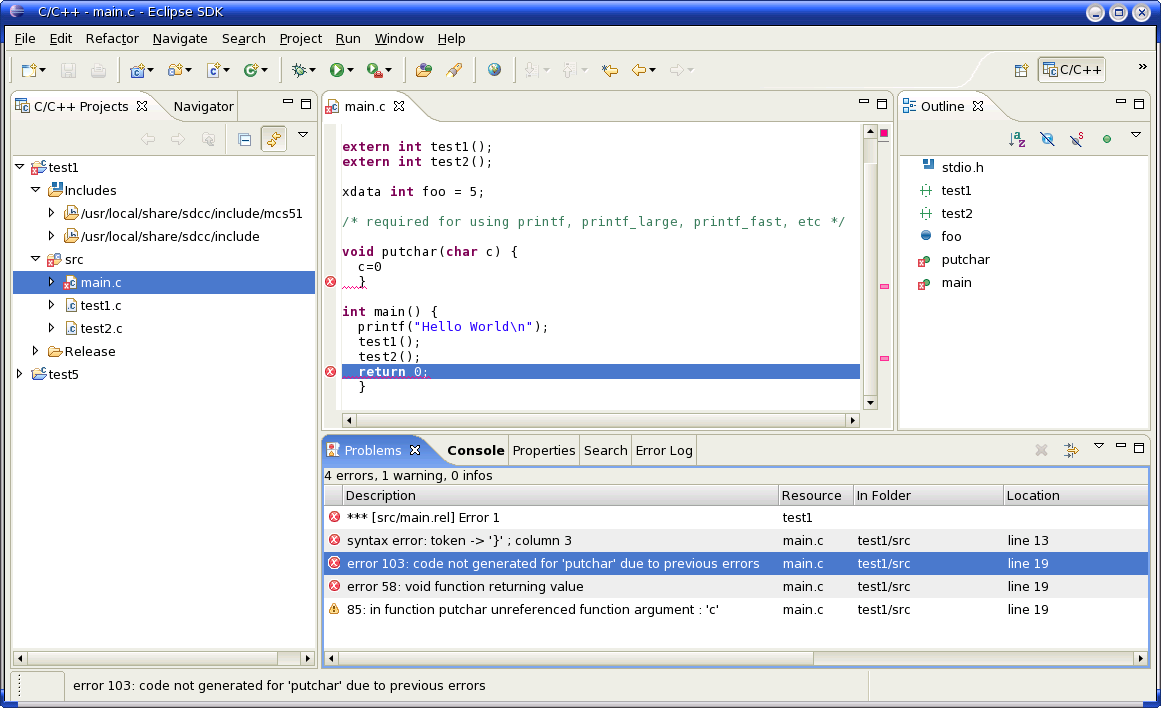 C/C++ - main.c - Eclipse SDK
File Edit Refactor Navigate Search Project Run Window Help
C/C++ »
C/C++ Projects Navigator
test1
Includes
/usr/local/share/sdcc/include/mcs51
/usr/local/share/sdcc/include
src
main.c
test1.c
test2.c
Release
test5
main.c
extern int test1();
extern int test2();
xdata int foo = 5;
/* required for using printf, printf_large, printf_fast, etc */
void putchar(char c) {
c=0
}
int main() {
printf("Hello World\n");
test1();
test2();
return 0;
}
Outline
stdio.h
test1
test2
foo
putchar
main
Problems Console Properties Search Error Log
4 errors, 1 warning, 0 infos
Description Resource In Folder Location
*** [src/main.rel] Error 1 test1
syntax error: token -> '}' ; column 3 main.c test1/src line 13
error 103: code not generated for 'putchar' due to previous errors main.c test1/src line 19
error 58: void function returning value main.c test1/src line 19
85: in function putchar unreferenced function argument : 'c' main.c test1/src line 19
error 103: code not generated for 'putchar' due to previous errors